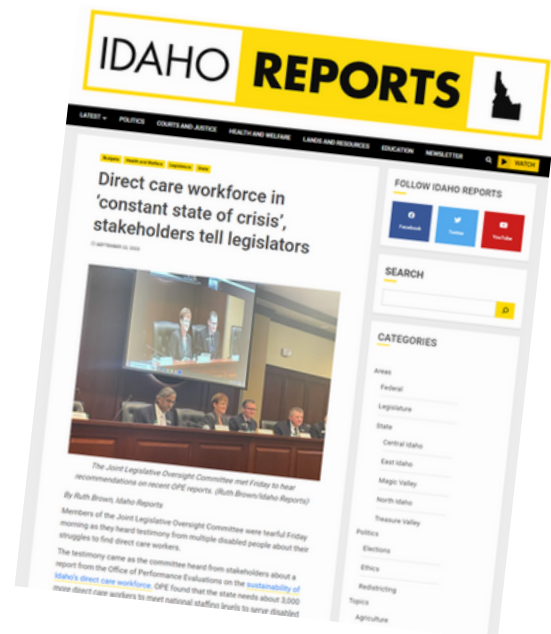 IDAHO REPORTS
LATEST POLITICS COURTS AND JUSTICE HEALTH AND WELFARE LANDS AND RESOURCES EDUCATION NEWSLETTER WATCH
Budgets Health and Welfare Legislature State
Direct care workforce in
'constant state of crisis',
stakeholders tell legislators
The Joint Legislative Oversight Committee met Friday to hear
recommendations on recent OPE reports. (Ruth Brown/Idaho Reports)
By Ruth Brown, Idaho Reports
Members of the Joint Legislative Oversight Committee were tearful Friday
morning as they heard testimony from multiple disabled people about their
struggles to find direct care workers.
The testimony came as the committee heard from stakeholders about a
report from the Office of Performance Evaluations on the sustainability of
Idaho's direct care workforce. OPE found that the state needs about 3,000
more direct care workers to meet national staffing levels to serve disabled
FOLLOW IDAHO REPORTS
Facebook
Twitter
YouTube
SEARCH
CATEGORIES
Areas
Federal
Legislature
State
Central Idaho
East Idaho
Magic Valley
North Idaho
Treasure Valley
Politics
Elections
Ethics
Redistricting
Topics
Agriculture